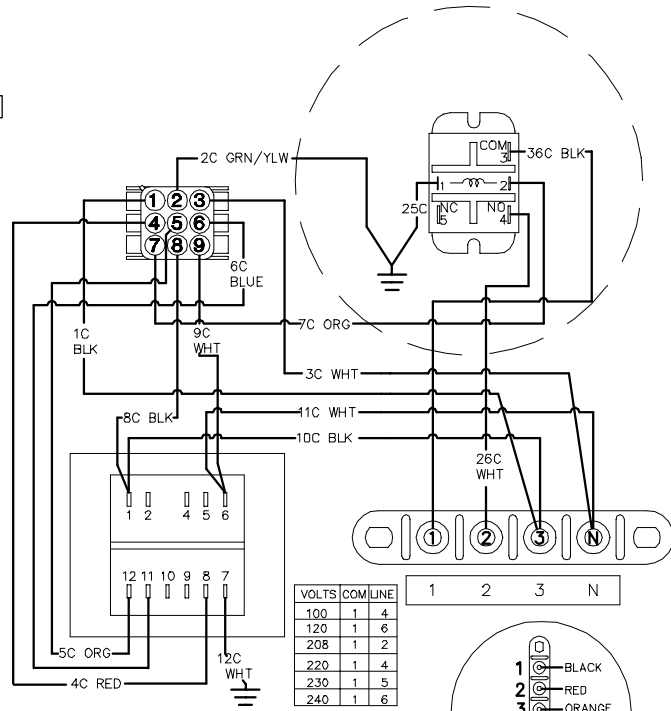 COM
3
36C BLK
2C GRN/YLW
1
2
25C
NC
5
NO
4
1 2 3
4 5 6
7 8 9
6C
BLUE
1C
BLK
9C
WHT
7C ORG
3C WHT
8C BLK
11C WHT
10C BLK
26C
WHT
1 2 4 5 6
1 2 3 N
12 11 10 9 8 7
1 2 3 N
VOLTS COM LINE
100 1 4
120 1 6
208 1 2
220 1 4
230 1 5
240 1 6
5C ORG
12C
WHT
4C RED
1 BLACK
2 RED
3 ORANGE